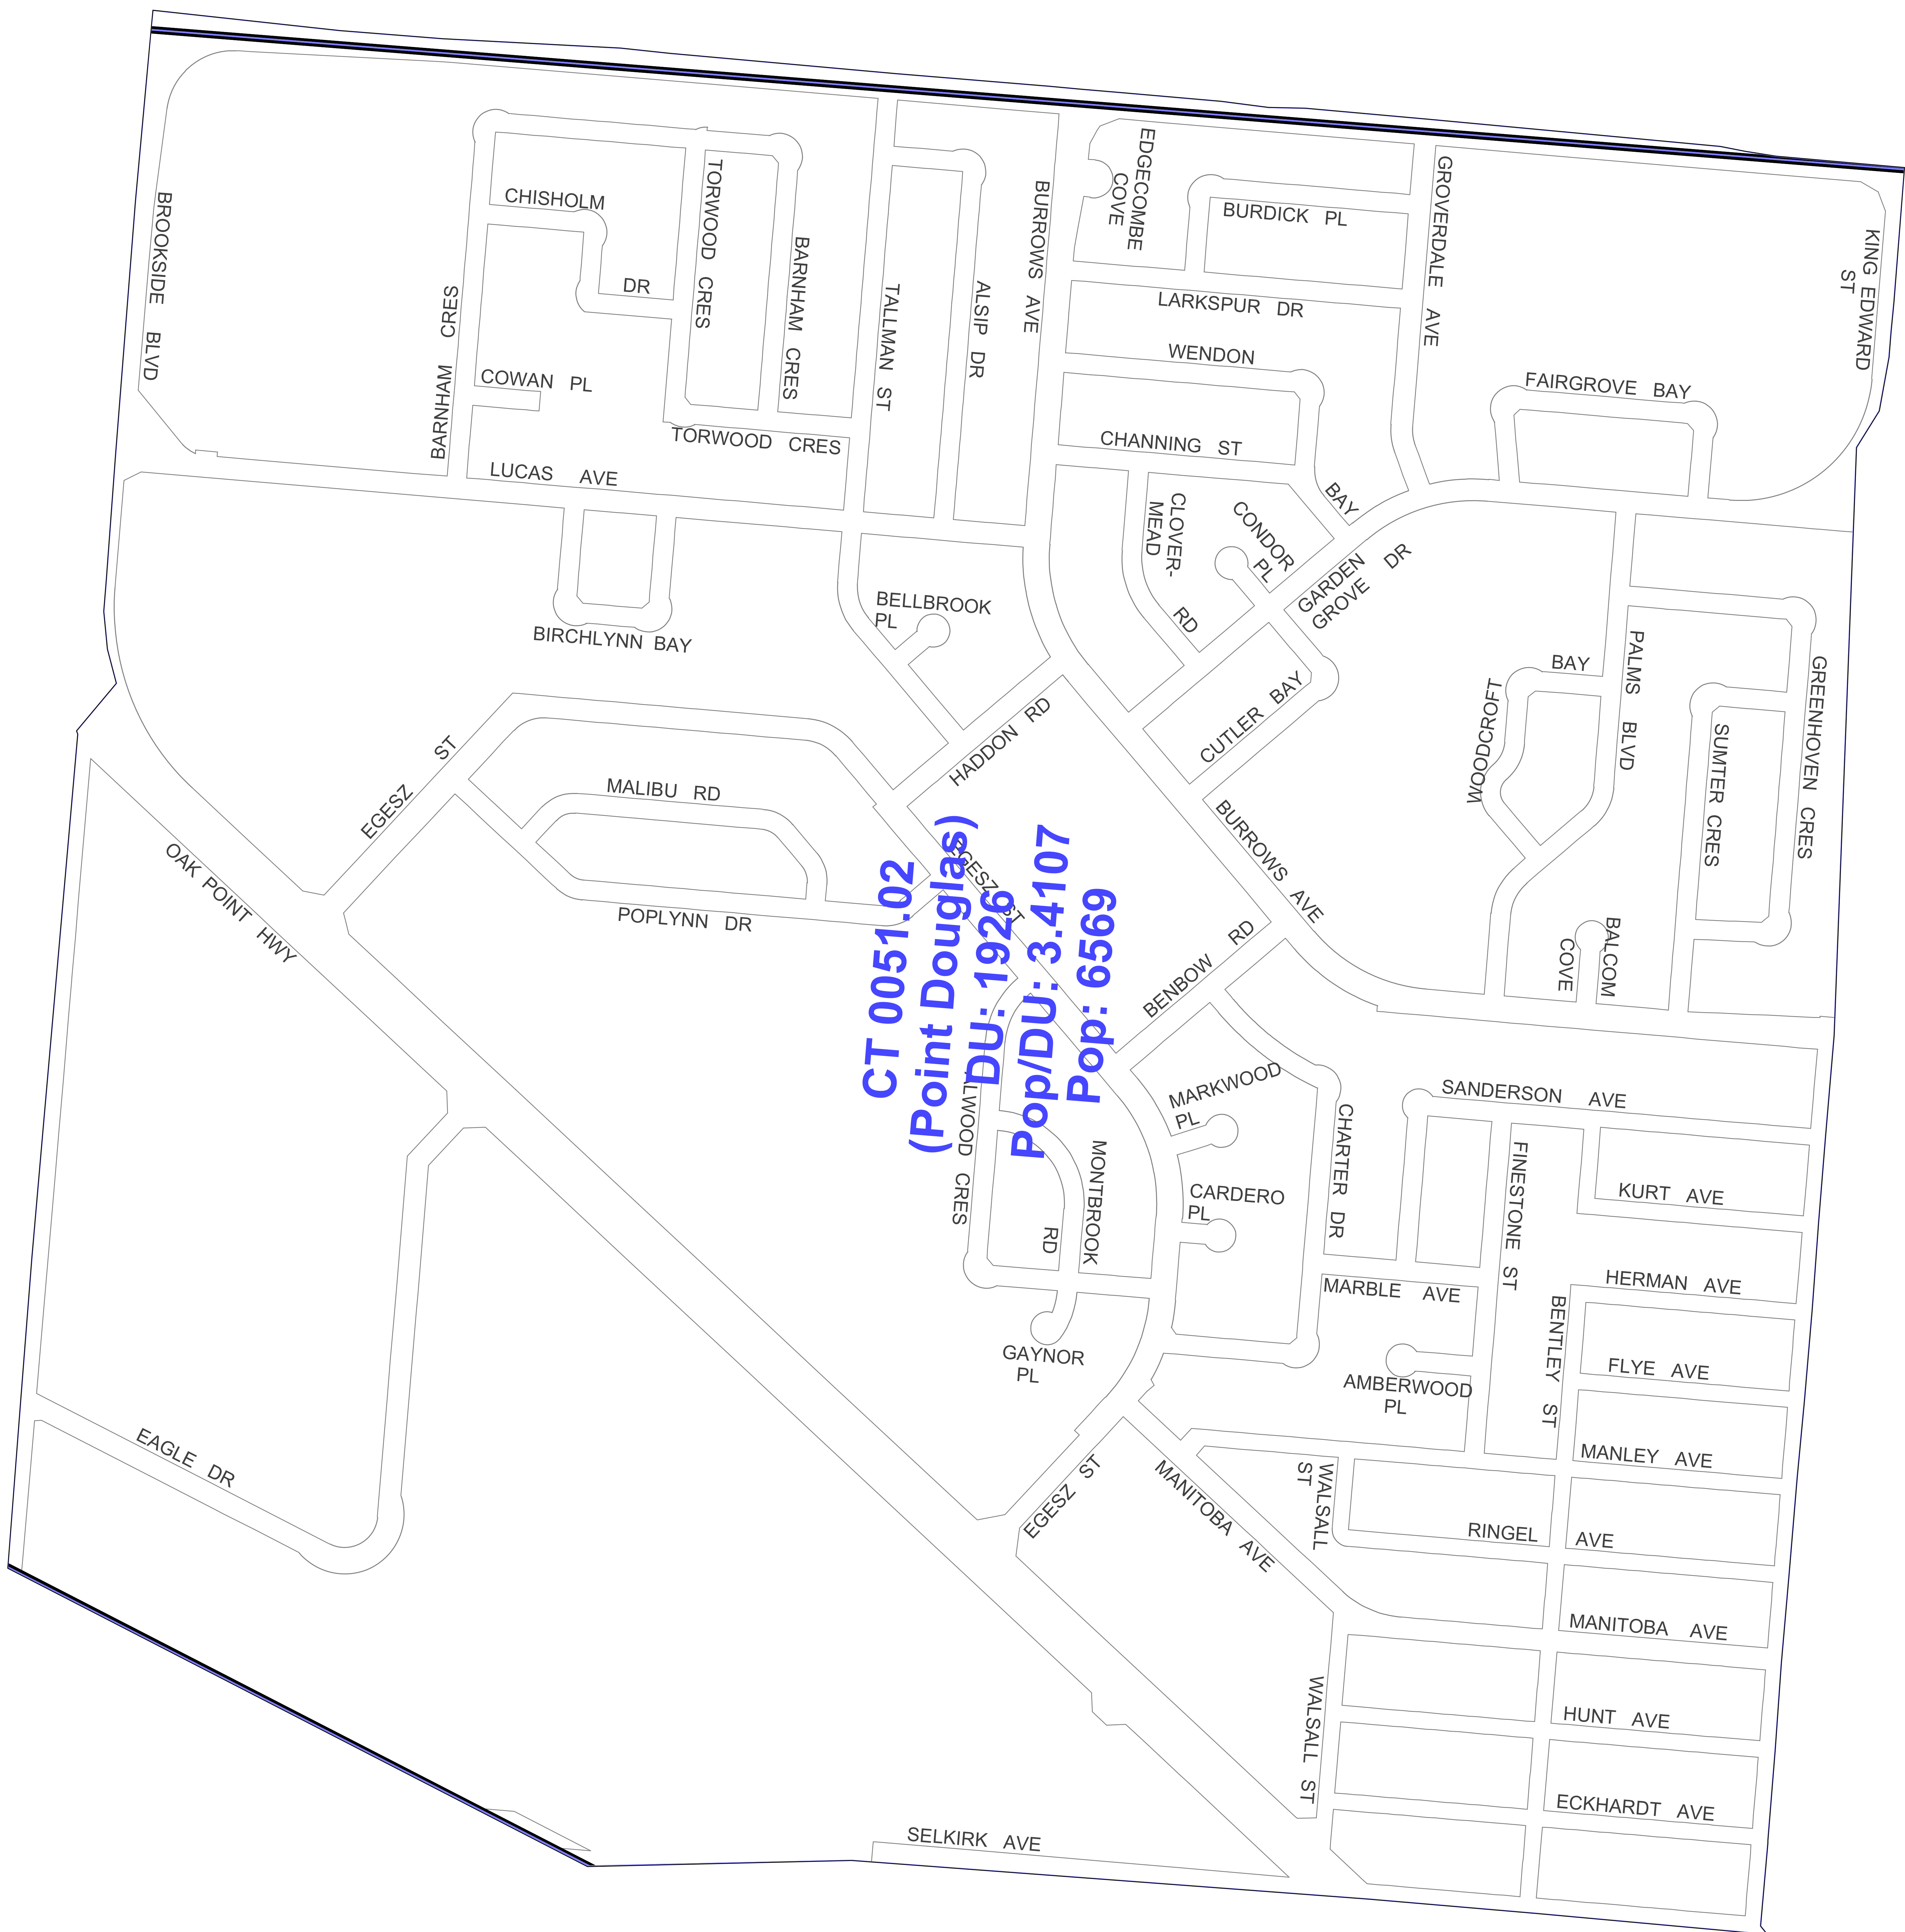 EDGECOMBE
COVE
BURDICK PL
GROVERDALE AVE
KING EDWARD
ST
BROOKSIDE BLVD
CHISHOLM
DR
TORWOOD CRES
BARNHAM CRES
BARNHAM CRES
TALLMAN ST
ALSIP DR
BURROWS AVE
LARKSPUR DR
WENDON
BAY
FAIRGROVE BAY
COWAN PL
TORWOOD CRES
LUCAS AVE
CHANNING ST
CLOVER-
MEAD
RD
CONDOR
PL
GARDEN
GROVE DR
BELLBROOK
PL
BIRCHLYNN BAY
HADDON RD
CUTLER BAY
WOODCROFT
BAY
PALMS BLVD
SUMTER CRES
GREENHOVEN CRES
EGESZ ST
MALIBU RD
POPLYNN DR
EGESZ ST
BURROWS AVE
OAK POINT HWY
BENBOW RD
BALCOM
COVE
CT 0051.02
(Point Douglas)
DU: 1926
Pop/DU: 3.4107
Pop: 6569
MARKWOOD
PL
CHARTER DR
SANDERSON AVE
CRES
MONTBROOK
RD
CARDERO
PL
FINESTONE ST
KURT AVE
HERMAN AVE
MARBLE AVE
BENTLEY ST
GAYNOR
PL
AMBERWOOD
PL
FLYE AVE
MANLEY AVE
EAGLE DR
EGESZ ST
MANITOBA AVE
WALSALL
ST
RINGEL AVE
MANITOBA AVE
WALSALL ST
HUNT AVE
ECKHARDT AVE
SELKIRK AVE